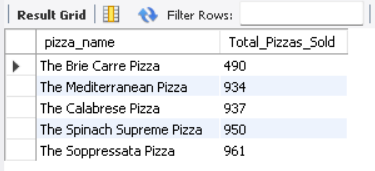 Result Grid Filter Rows:
pizza_name Total_Pizzas_Sold
The Brie Carre Pizza 490
The Mediterranean Pizza 934
The Calabrese Pizza 937
The Spinach Supreme Pizza 950
The Soppressata Pizza 961